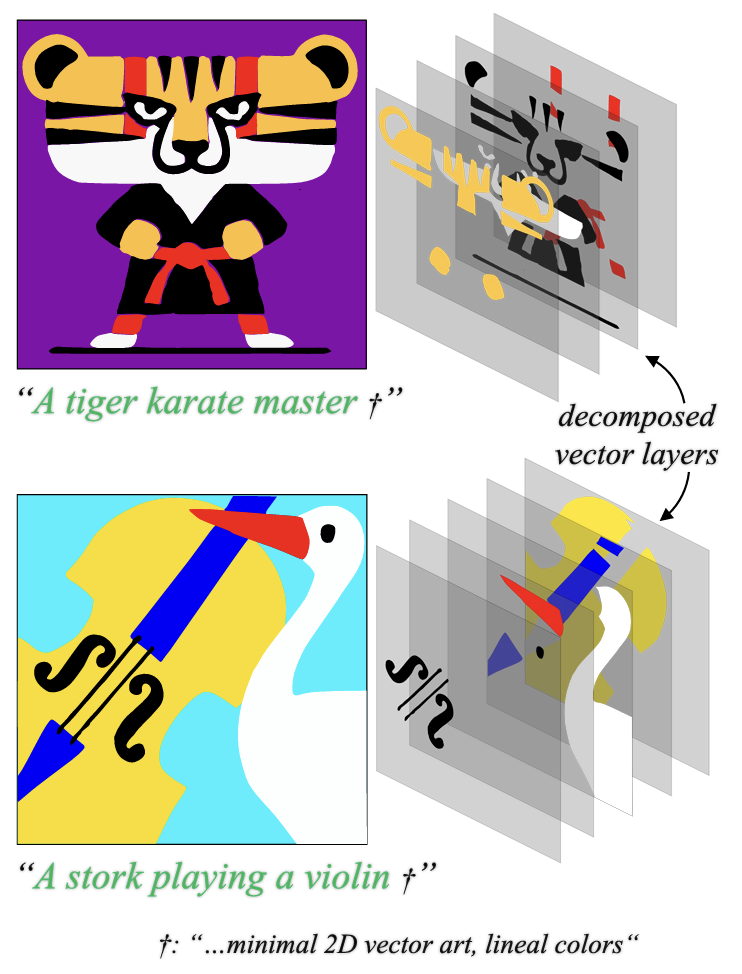 “A tiger karate master †”
decomposed
vector layers
“A stork playing a violin †”
†: “...minimal 2D vector art, lineal colors“